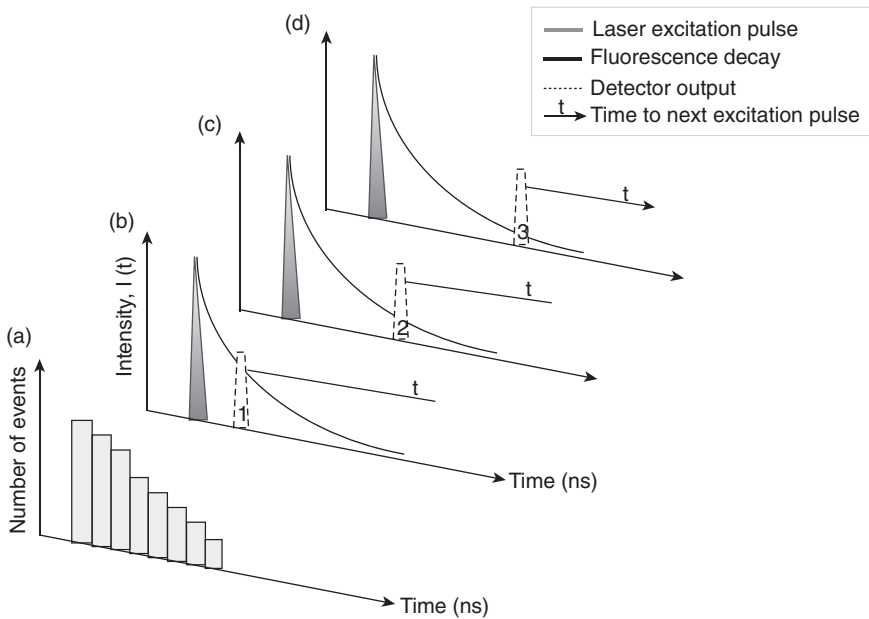 (d)
Laser excitation pulse
Fluorescence decay
Detector output
t
Time to next excitation pulse
(c)
t
3
(b)
Intensity, I (t)
t
2
(a)
Number of events
t
1
Time (ns)
Time (ns)